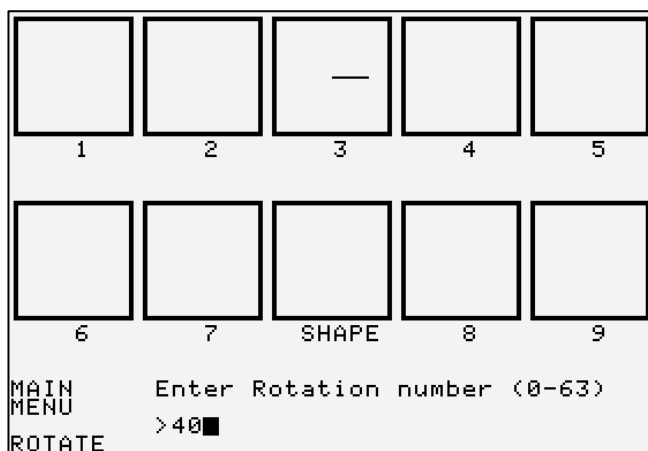 1 2 3 4 5
6 7 SHAPE 8 9
MAIN
MENU
ROTATE
Enter Rotation number (0-63)
>40